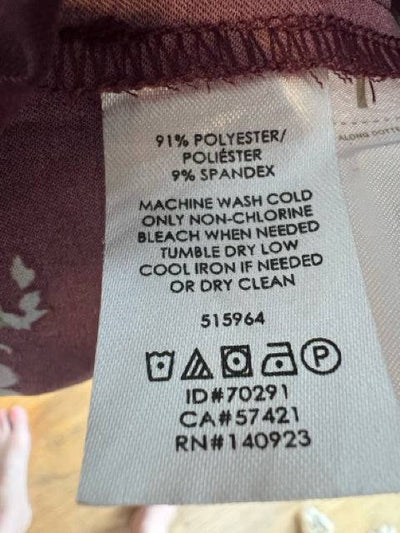 91% POLYESTER/
POLIÉSTER
9% SPANDEX
MACHINE WASH COLD
ONLY NON-CHLORINE
BLEACH WHEN NEEDED
TUMBLE DRY LOW
COOL IRON IF NEEDED
OR DRY CLEAN
515964
P
ID#70291
CA#57421
RN#140923
ALONG